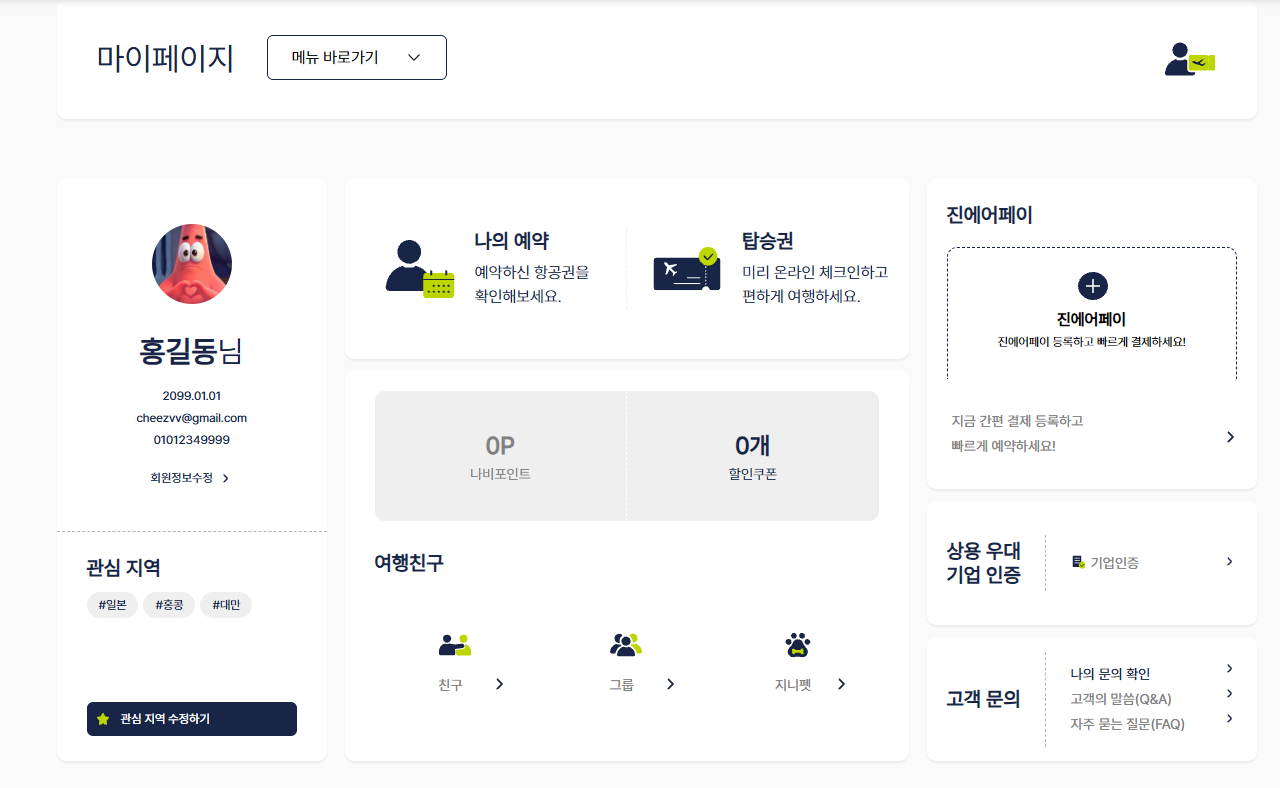 마이페이지
메뉴 바로가기
홍길동님
2099.01.01
cheezvv@gmail.com
01012349999
회원정보수정
관심 지역
#일본 #홍콩 #대만
관심 지역 수정하기
나의 예약
예약하신 항공권을
확인해보세요.
탑승권
미리 온라인 체크인하고
편하게 여행하세요.
0P
나비포인트
0개
할인쿠폰
여행친구
친구
그룹
지니펫
진에어페이
진에어페이
진에어페이 등록하고 빠르게 결제하세요!
지금 간편 결제 등록하고
빠르게 예약하세요!
상용 우대
기업 인증
기업인증
고객 문의
나의 문의 확인
고객의 말씀(Q&A)
자주 묻는 질문(FAQ)